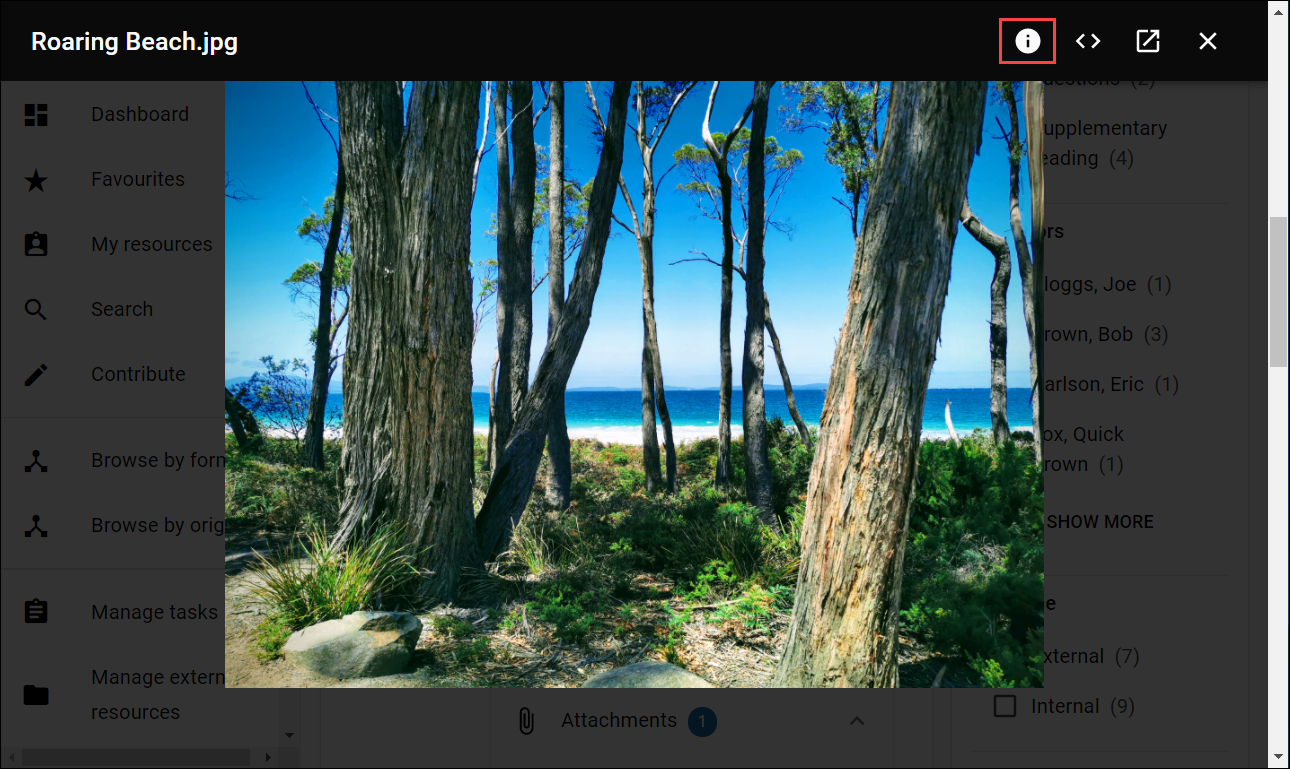 Roaring Beach.jpg
Dashboard
Favourites
My resources
Search
Contribute
Browse by forn
Browse by orig
Manage tasks
Manage extern
resources
Attachments 1
uestions (2)
upplementary
eading (4)
ors
loggs, Joe (1)
rown, Bob (3)
arlson, Eric (1)
ox, Quick
rown (1)
SHOW MORE
e
xternal (7)
Internal (9)